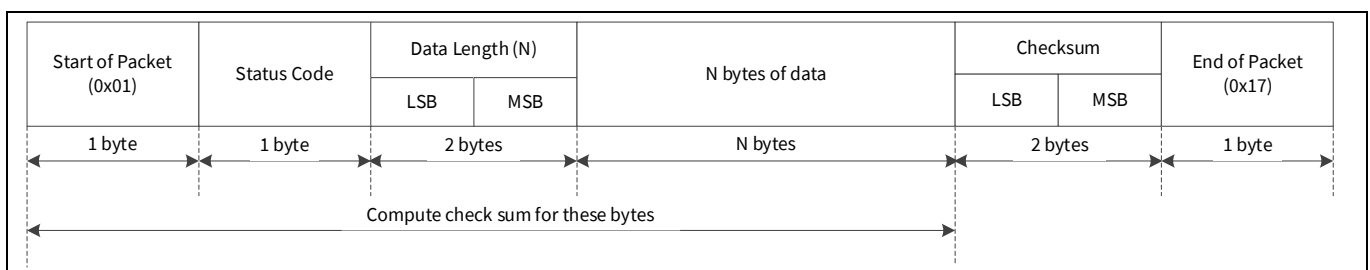 Start of Packet
(0x01)
Status Code
Data Length (N)
LSB
MSB
N bytes of data
Checksum
LSB
MSB
End of Packet
(0x17)
1 byte
1 byte
2 bytes
N bytes
2 bytes
1 byte
Compute check sum for these bytes